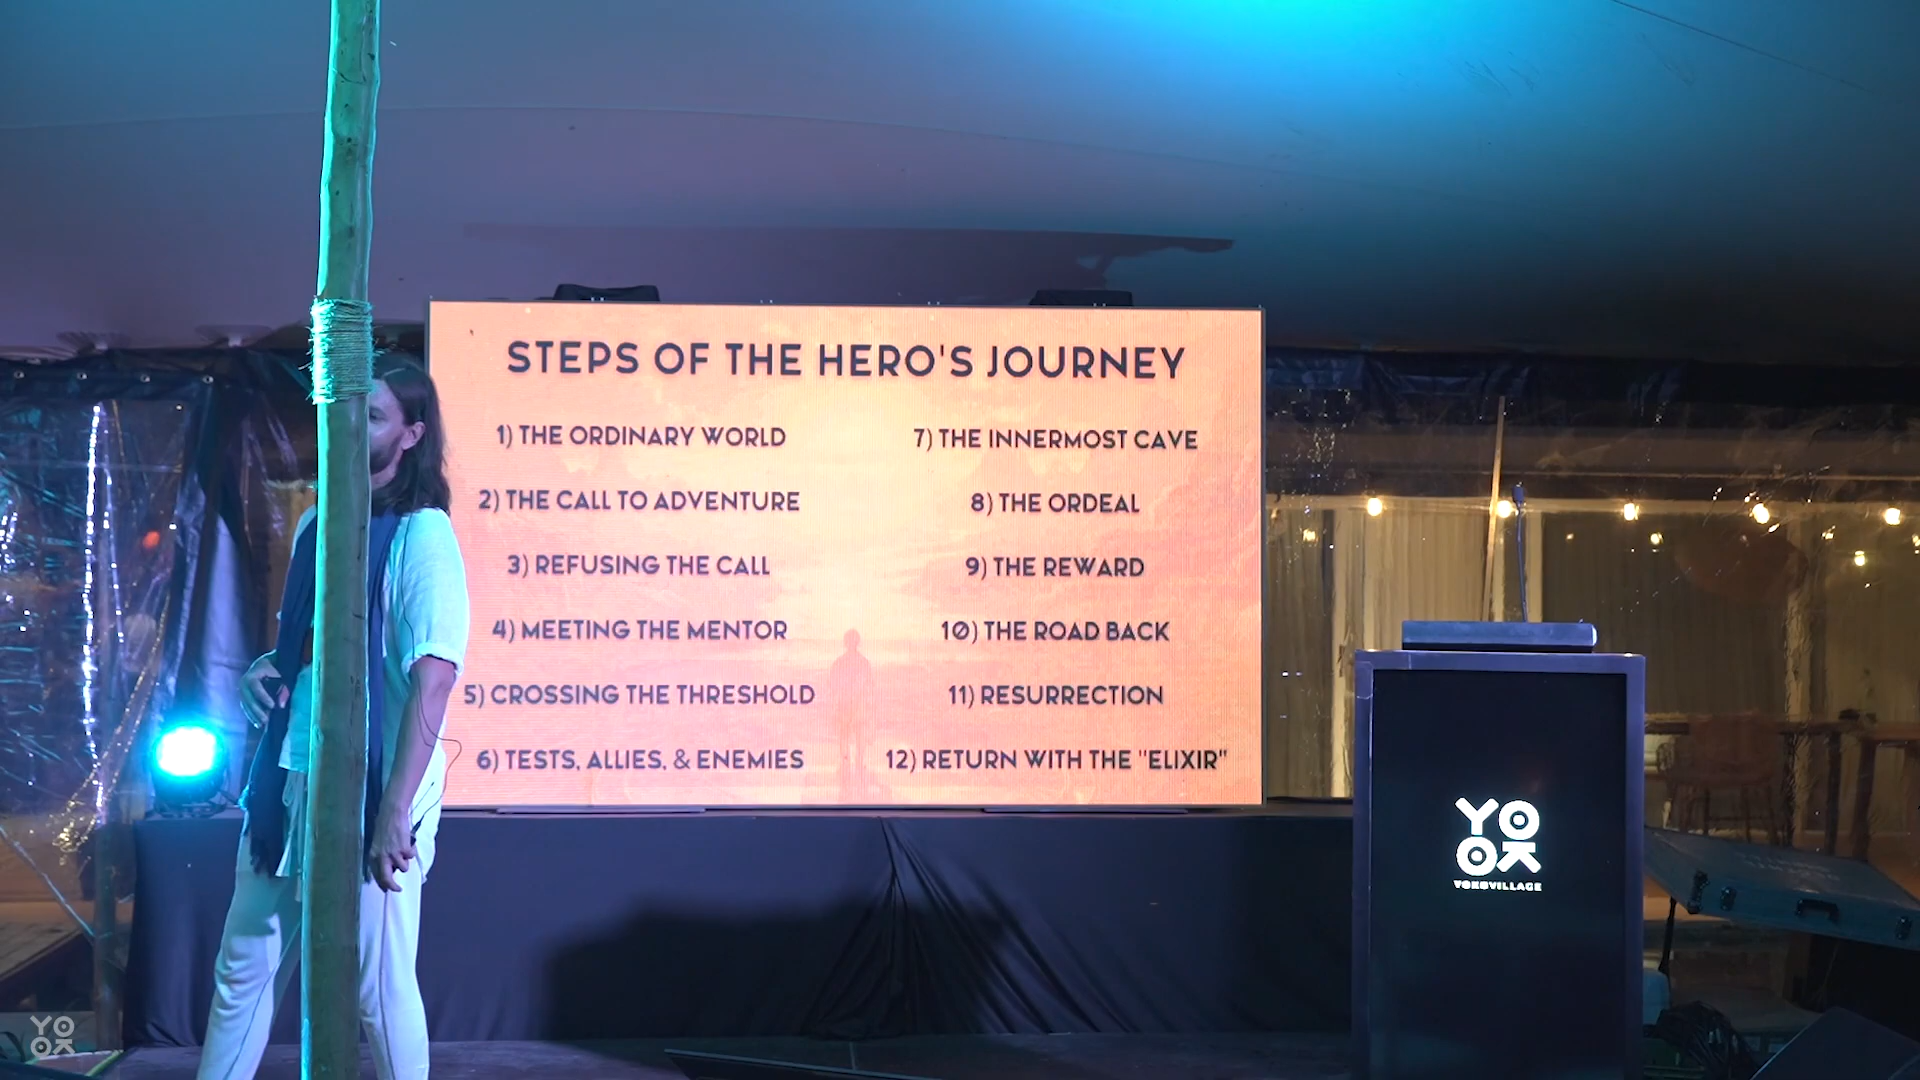 STEPS OF THE HERO'S JOURNEY
1) THE ORDINARY WORLD
2) THE CALL TO ADVENTURE
3) REFUSING THE CALL
4) MEETING THE MENTOR
5) CROSSING THE THRESHOLD
6) TESTS, ALLIES, & ENEMIES
7) THE INNERMOST CAVE
8) THE ORDEAL
9) THE REWARD
10) THE ROAD BACK
11) RESURRECTION
12) RETURN WITH THE "ELIXIR"
YO
OK
YOKOVILLAGE
YO
OK